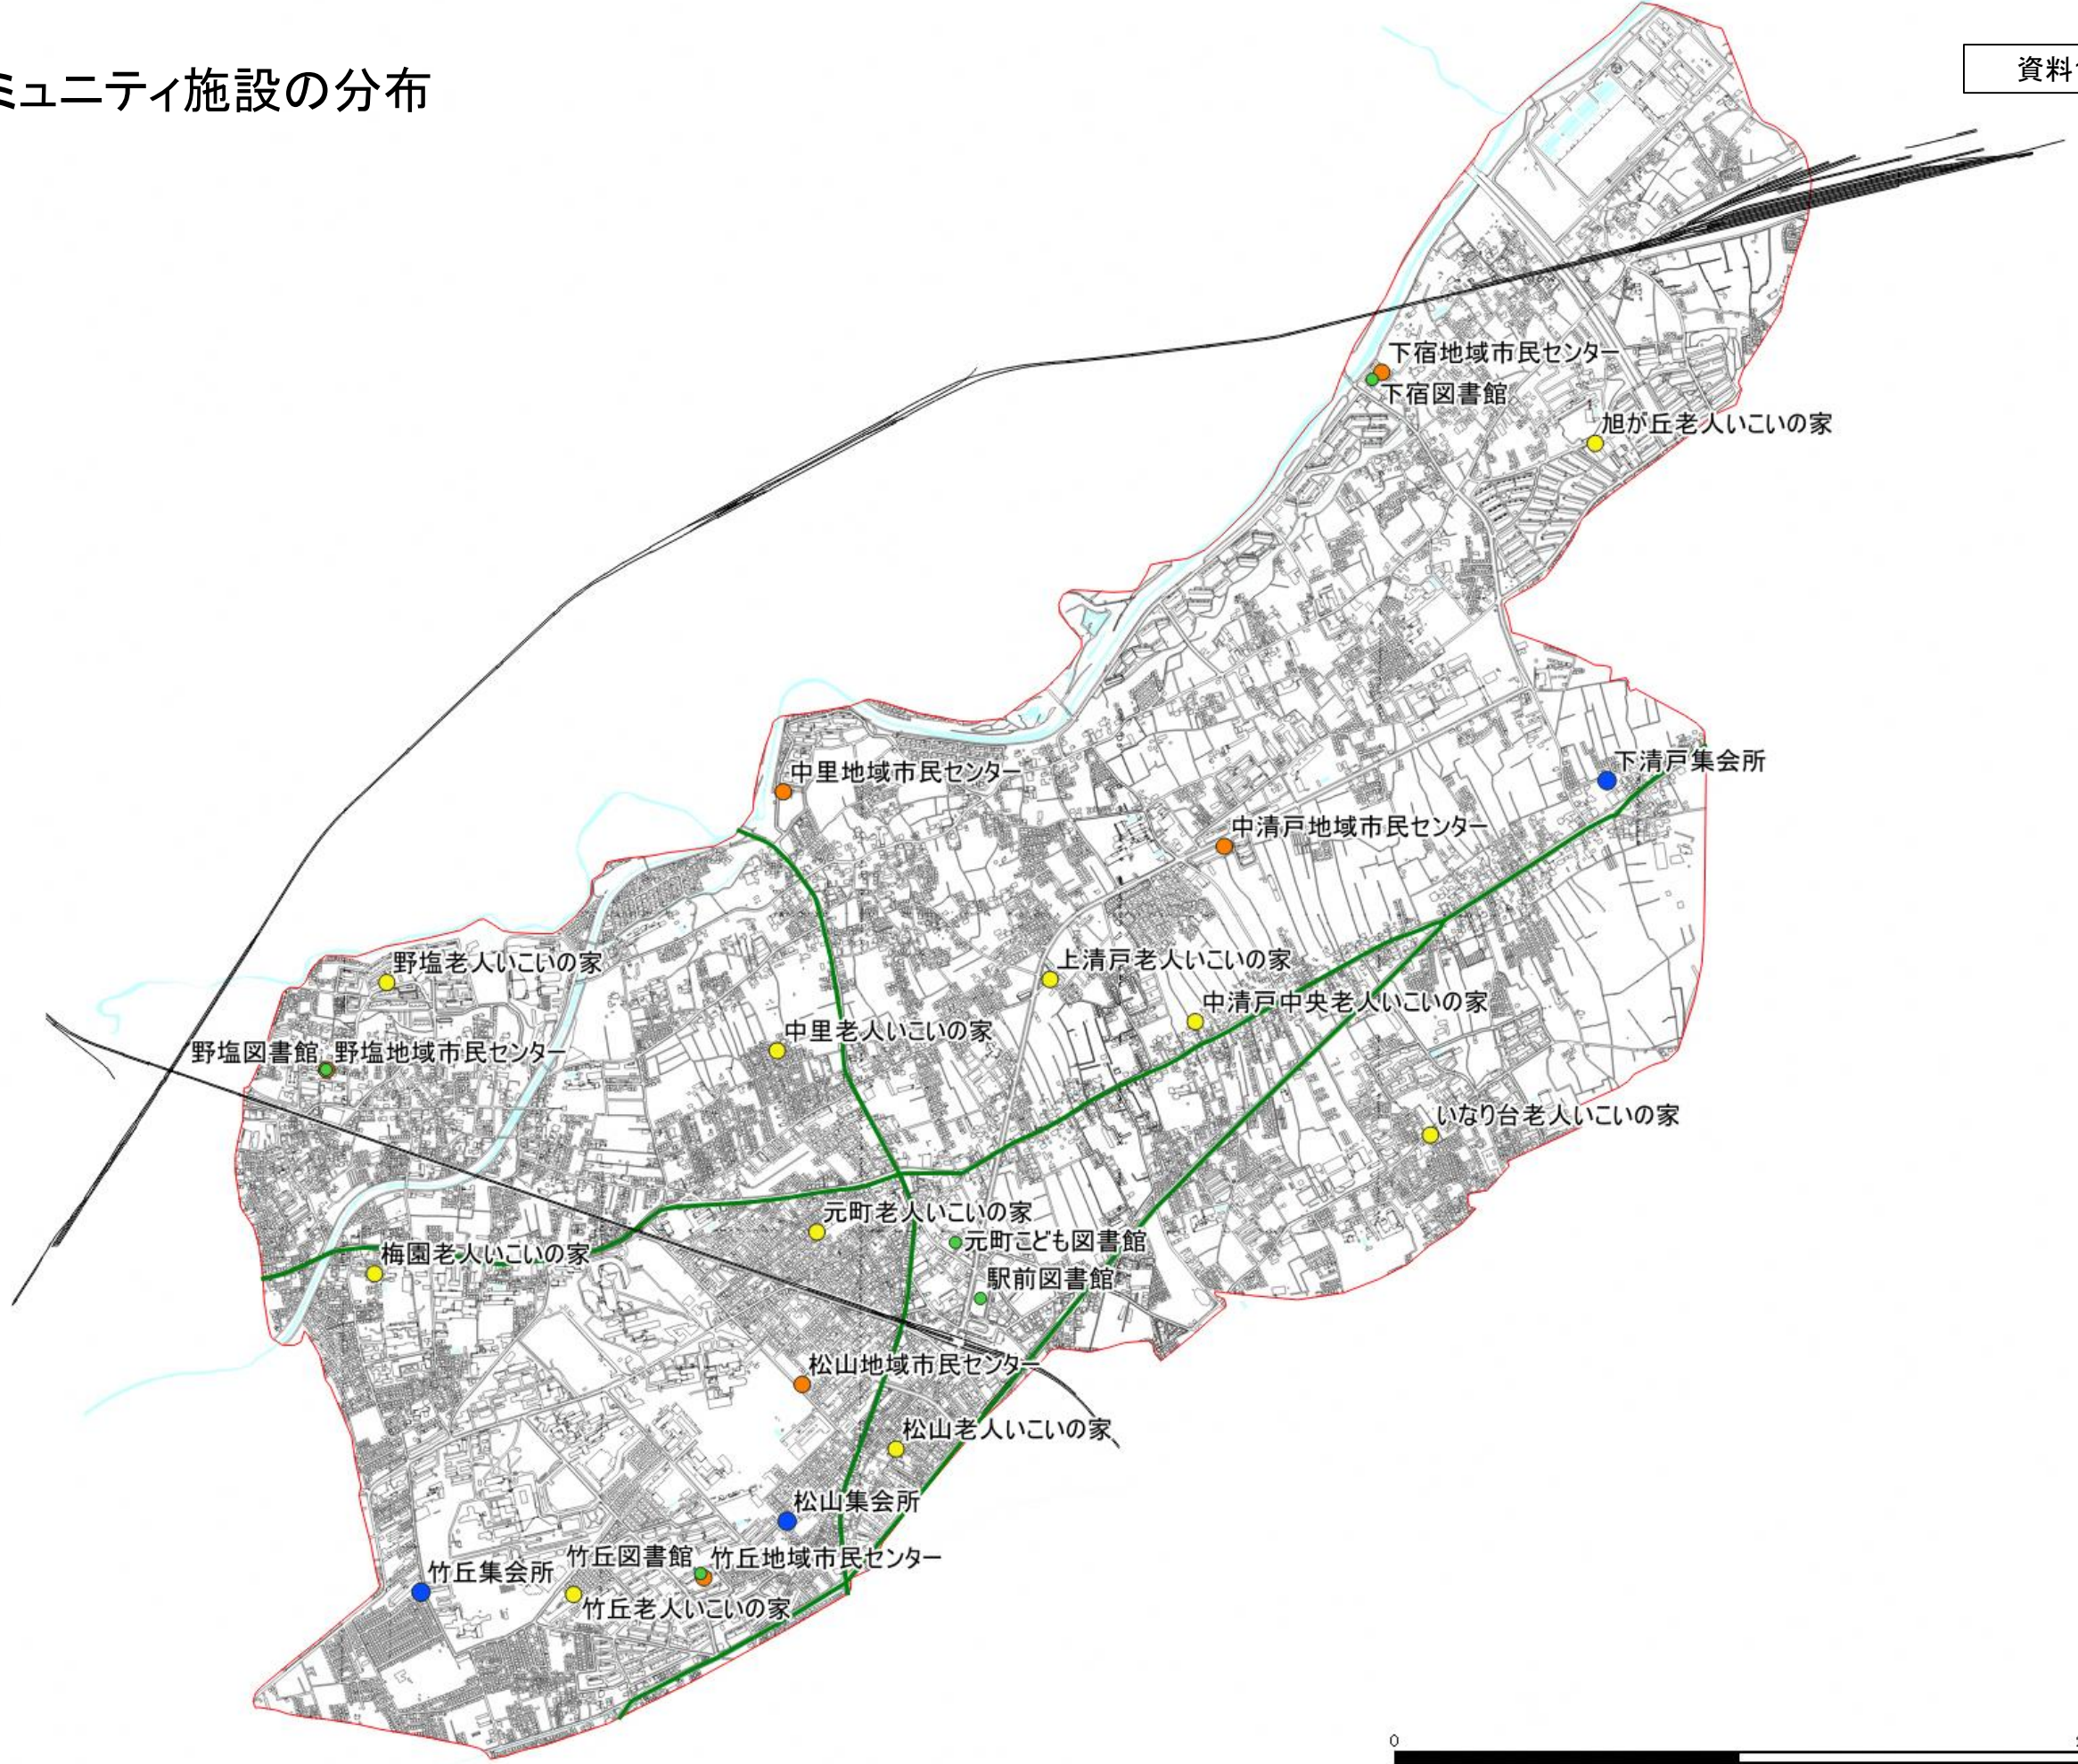 ミュニティ施設の分布
資料
下宿地域市民センター
下宿図書館
旭が丘老人いこいの家
下清戸集会所
中里地域市民センター
中清戸地域市民センター
野塩老人いこいの家
上清戸老人いこいの家
中清戸中央老人いこいの家
中里老人いこいの家
野塩図書館 野塩地域市民センター
いなり台老人いこいの家
元町老人いこいの家
元町こども図書館
梅園老人いこいの家
駅前図書館
松山地域市民センター
松山老人いこいの家
松山集会所
竹丘図書館 竹丘地域市民センター
竹丘集会所
竹丘老人いこいの家
0